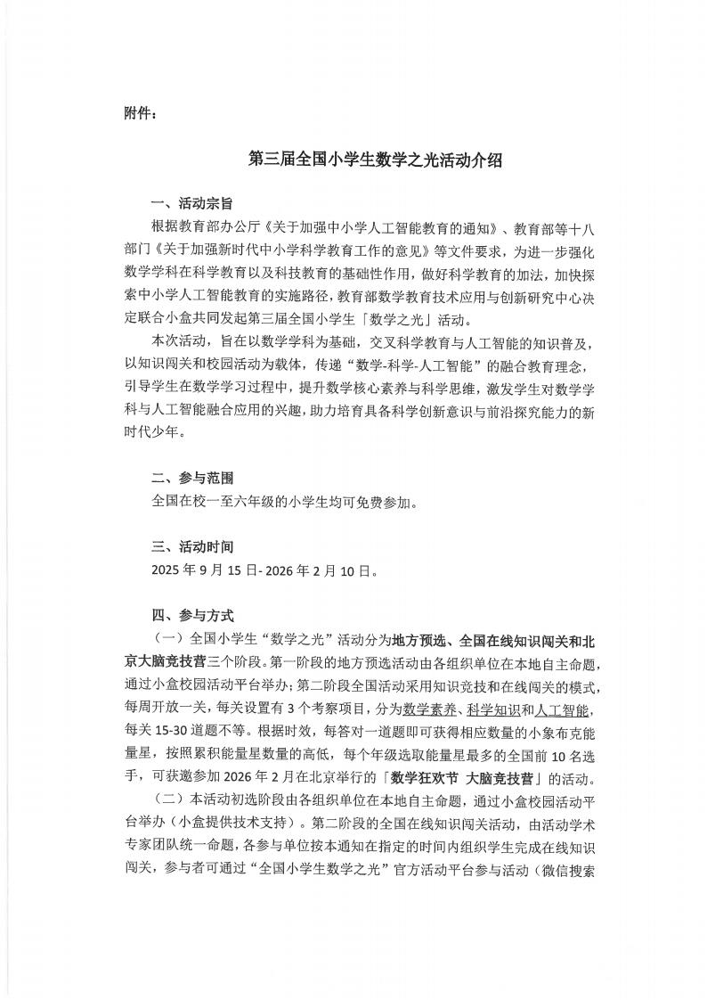 附件：
第三届全国小学生数学之光活动介绍
一、活动宗旨
根据教育部办公厅《关于加强中小学人工智能教育的通知》、教育部等十八
部门《关于加强新时代中小学科学教育工作的意见》等文件要求，为进一步强化
数学学科在科学教育以及科技教育的基础性作用，做好科学教育的加法，加快探
索中小学人工智能教育的实施路径，教育部数学教育技术应用与创新研究中心决
定联合小盒共同发起第三届全国小学生「数学之光」活动。
本次活动，旨在以数学学科为基础，交叉科学教育与人工智能的知识普及，
以知识闯关和校园活动为载体，传递“数学-科学-人工智能”的融合教育理念，
引导学生在数学学习过程中，提升数学核心素养与科学思维，激发学生对数学学
科与人工智能融合应用的兴趣，助力培育具备科学创新意识与前沿探究能力的新
时代少年。
二、参与范围
全国在校一至六年级的小学生均可免费参加。
三、活动时间
2025 年 9 月 15 日- 2026 年 2 月 10 日。
四、参与方式
（一）全国小学生“数学之光”活动分为地方预选、全国在线知识闯关和北
京大脑竞技营三个阶段。第一阶段的地方预选活动由各组织单位在本地自主命题，
通过小盒校园活动平台举办；第二阶段全国活动采用知识竞技和在线闯关的模式，
每周开放一关，每关设置有 3 个考察项目，分为数学素养、科学知识和人工智能，
每关 15-30 道题不等。根据时效，每答对一道题即可获得相应数量的小象布克能
量星，按照累积能量星数量的高低，每个年级选取能量星最多的全国前 10 名选
手，可获邀参加 2026 年 2 月在北京举行的「数学狂欢节 大脑竞技营」的活动。
（二）本活动初选阶段由各组织单位在本地自主命题，通过小盒校园活动平
台举办（小盒提供技术支持）。第二阶段的全国在线知识闯关活动，由活动学术
专家团队统一命题，各参与单位按本通知在指定的时间内组织学生完成在线知识
闯关，参与者可通过“全国小学生数学之光”官方活动平台参与活动（微信搜索